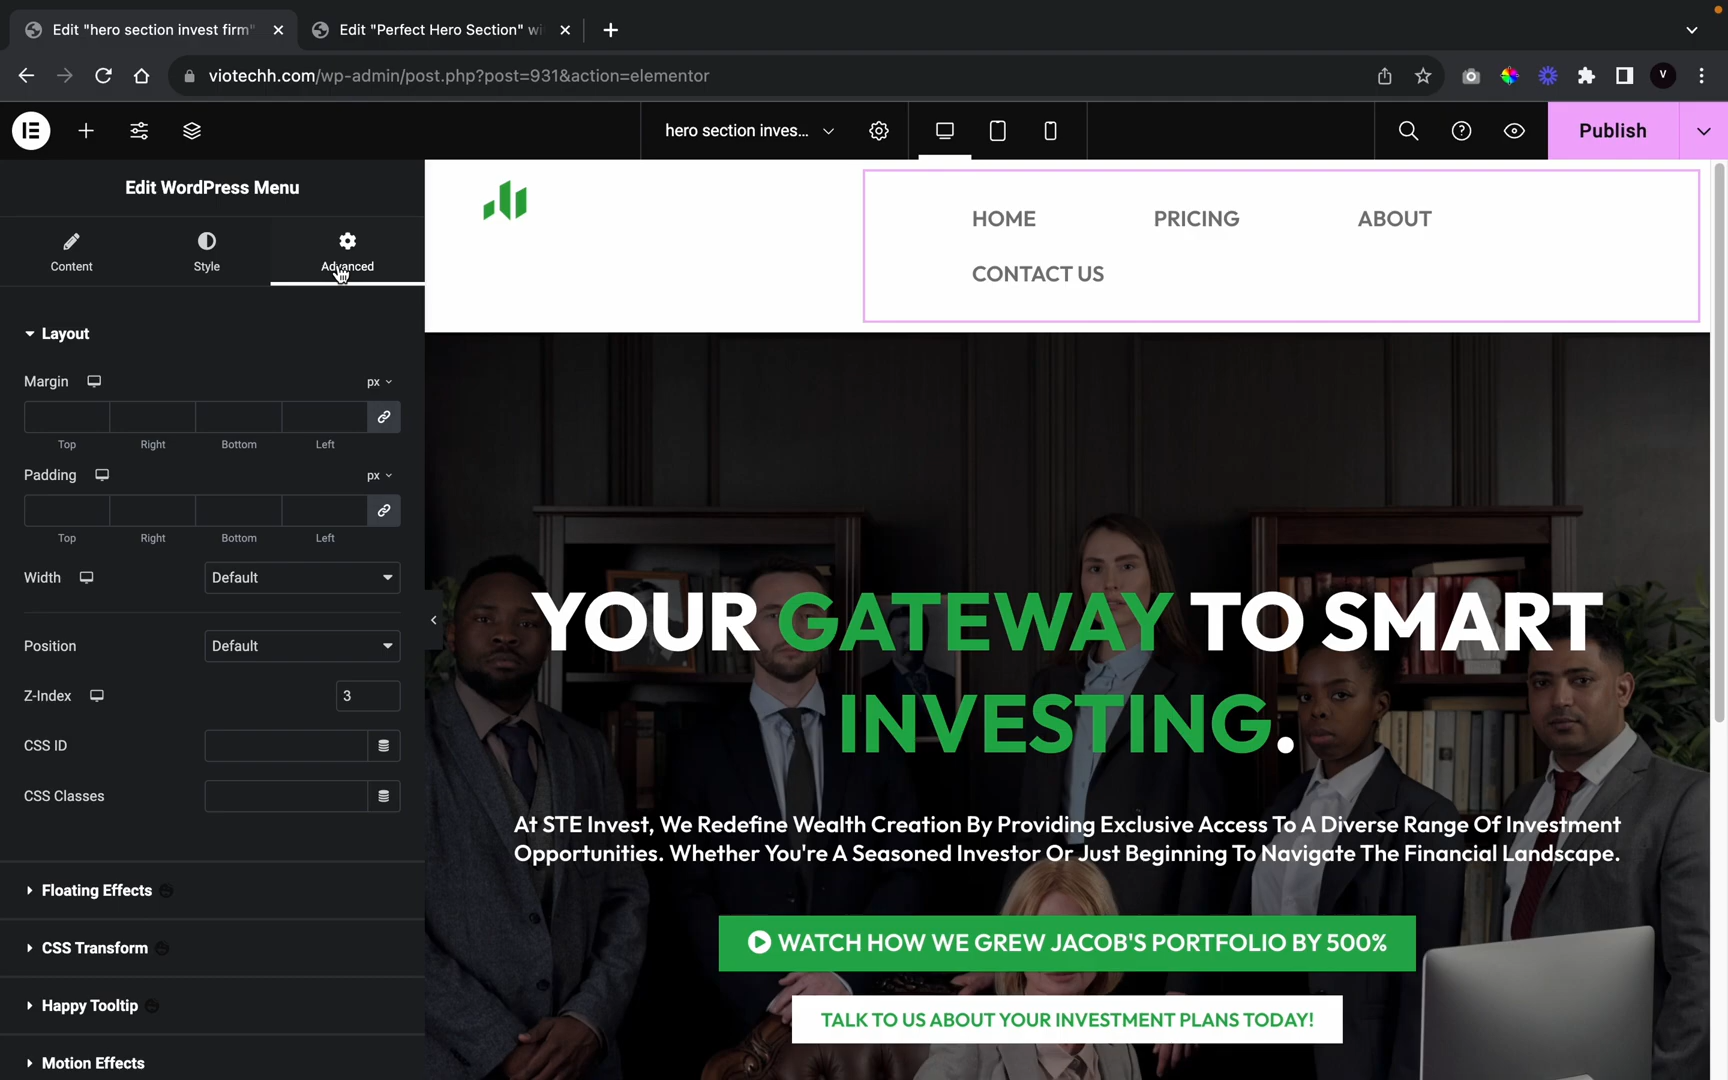 Edit "hero section invest firm"
Edit "Perfect Hero Section" wi
viotechh.com/wp-admin/post.php?post=931&action=elementor
V
hero section inves...
Publish
Edit WordPress Menu
Content
Style
Advanced
Layout
Margin
px
Top
Right
Bottom
Left
Padding
px
Top
Right
Bottom
Left
Width
Default
Position
Default
Z-Index
3
CSS ID
CSS Classes
Floating Effects
CSS Transform
Happy Tooltip
Motion Effects
HOME
PRICING
ABOUT
CONTACT US
YOUR GATEWAY TO SMART
INVESTING.
At STE Invest, We Redefine Wealth Creation By Providing Exclusive Access To A Diverse Range Of Investment
Opportunities. Whether You're A Seasoned Investor Or Just Beginning To Navigate The Financial Landscape.
WATCH HOW WE GREW JACOB'S PORTFOLIO BY 500%
TALK TO US ABOUT YOUR INVESTMENT PLANS TODAY!